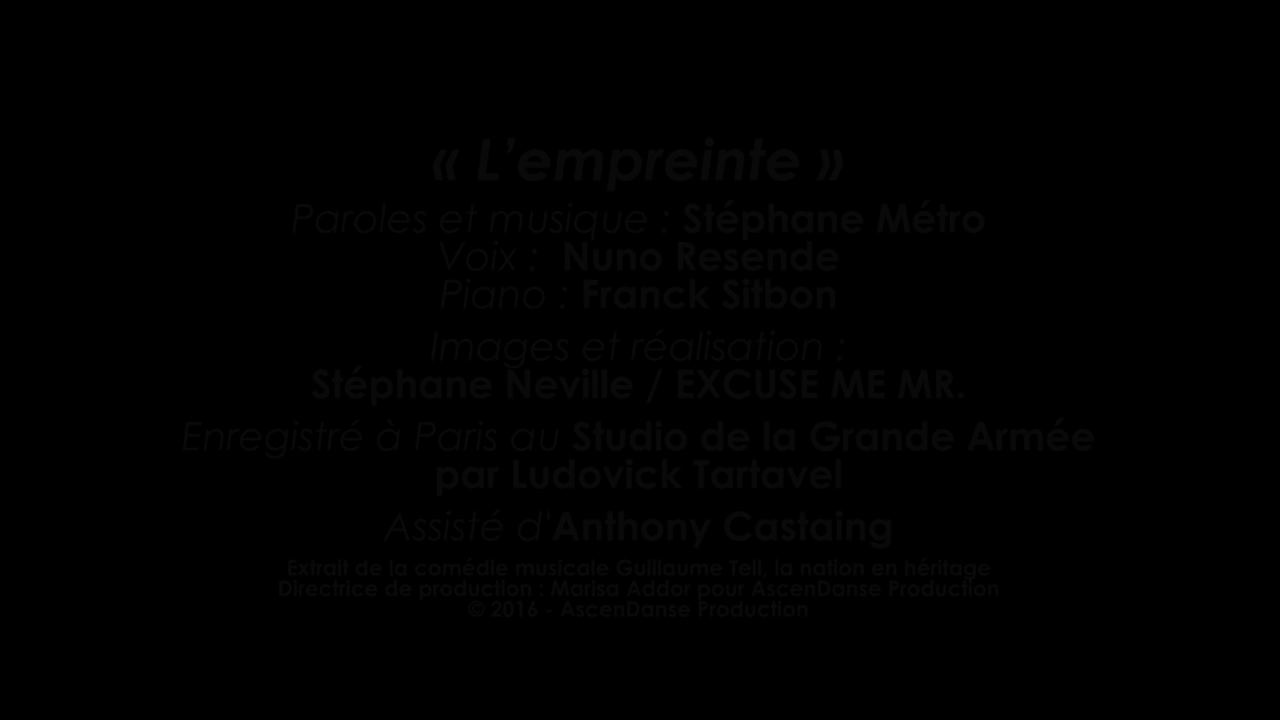 « L’empreinte »
Paroles et musique : Stéphane Métro
Voix : Nuno Resende
Piano : Franck Sitbon
Images et réalisation :
Stéphane Neville / EXCUSE ME MR.
Enregistré à Paris au Studio de la Grande Armée
par Ludovick Tartavel
Assisté d'Anthony Castaing
Extrait de la comédie musicale Guillaume Tell, la nation en héritage
Directrice de production : Marisa Addor pour AscenDanse Production
© 2016 - AscenDanse Production